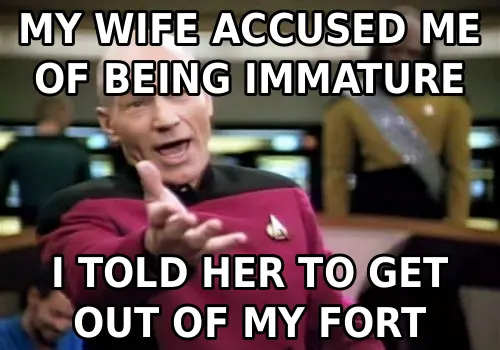 MY WIFE ACCUSED ME
OF BEING IMMATURE
I TOLD HER TO GET
OUT OF MY FORT